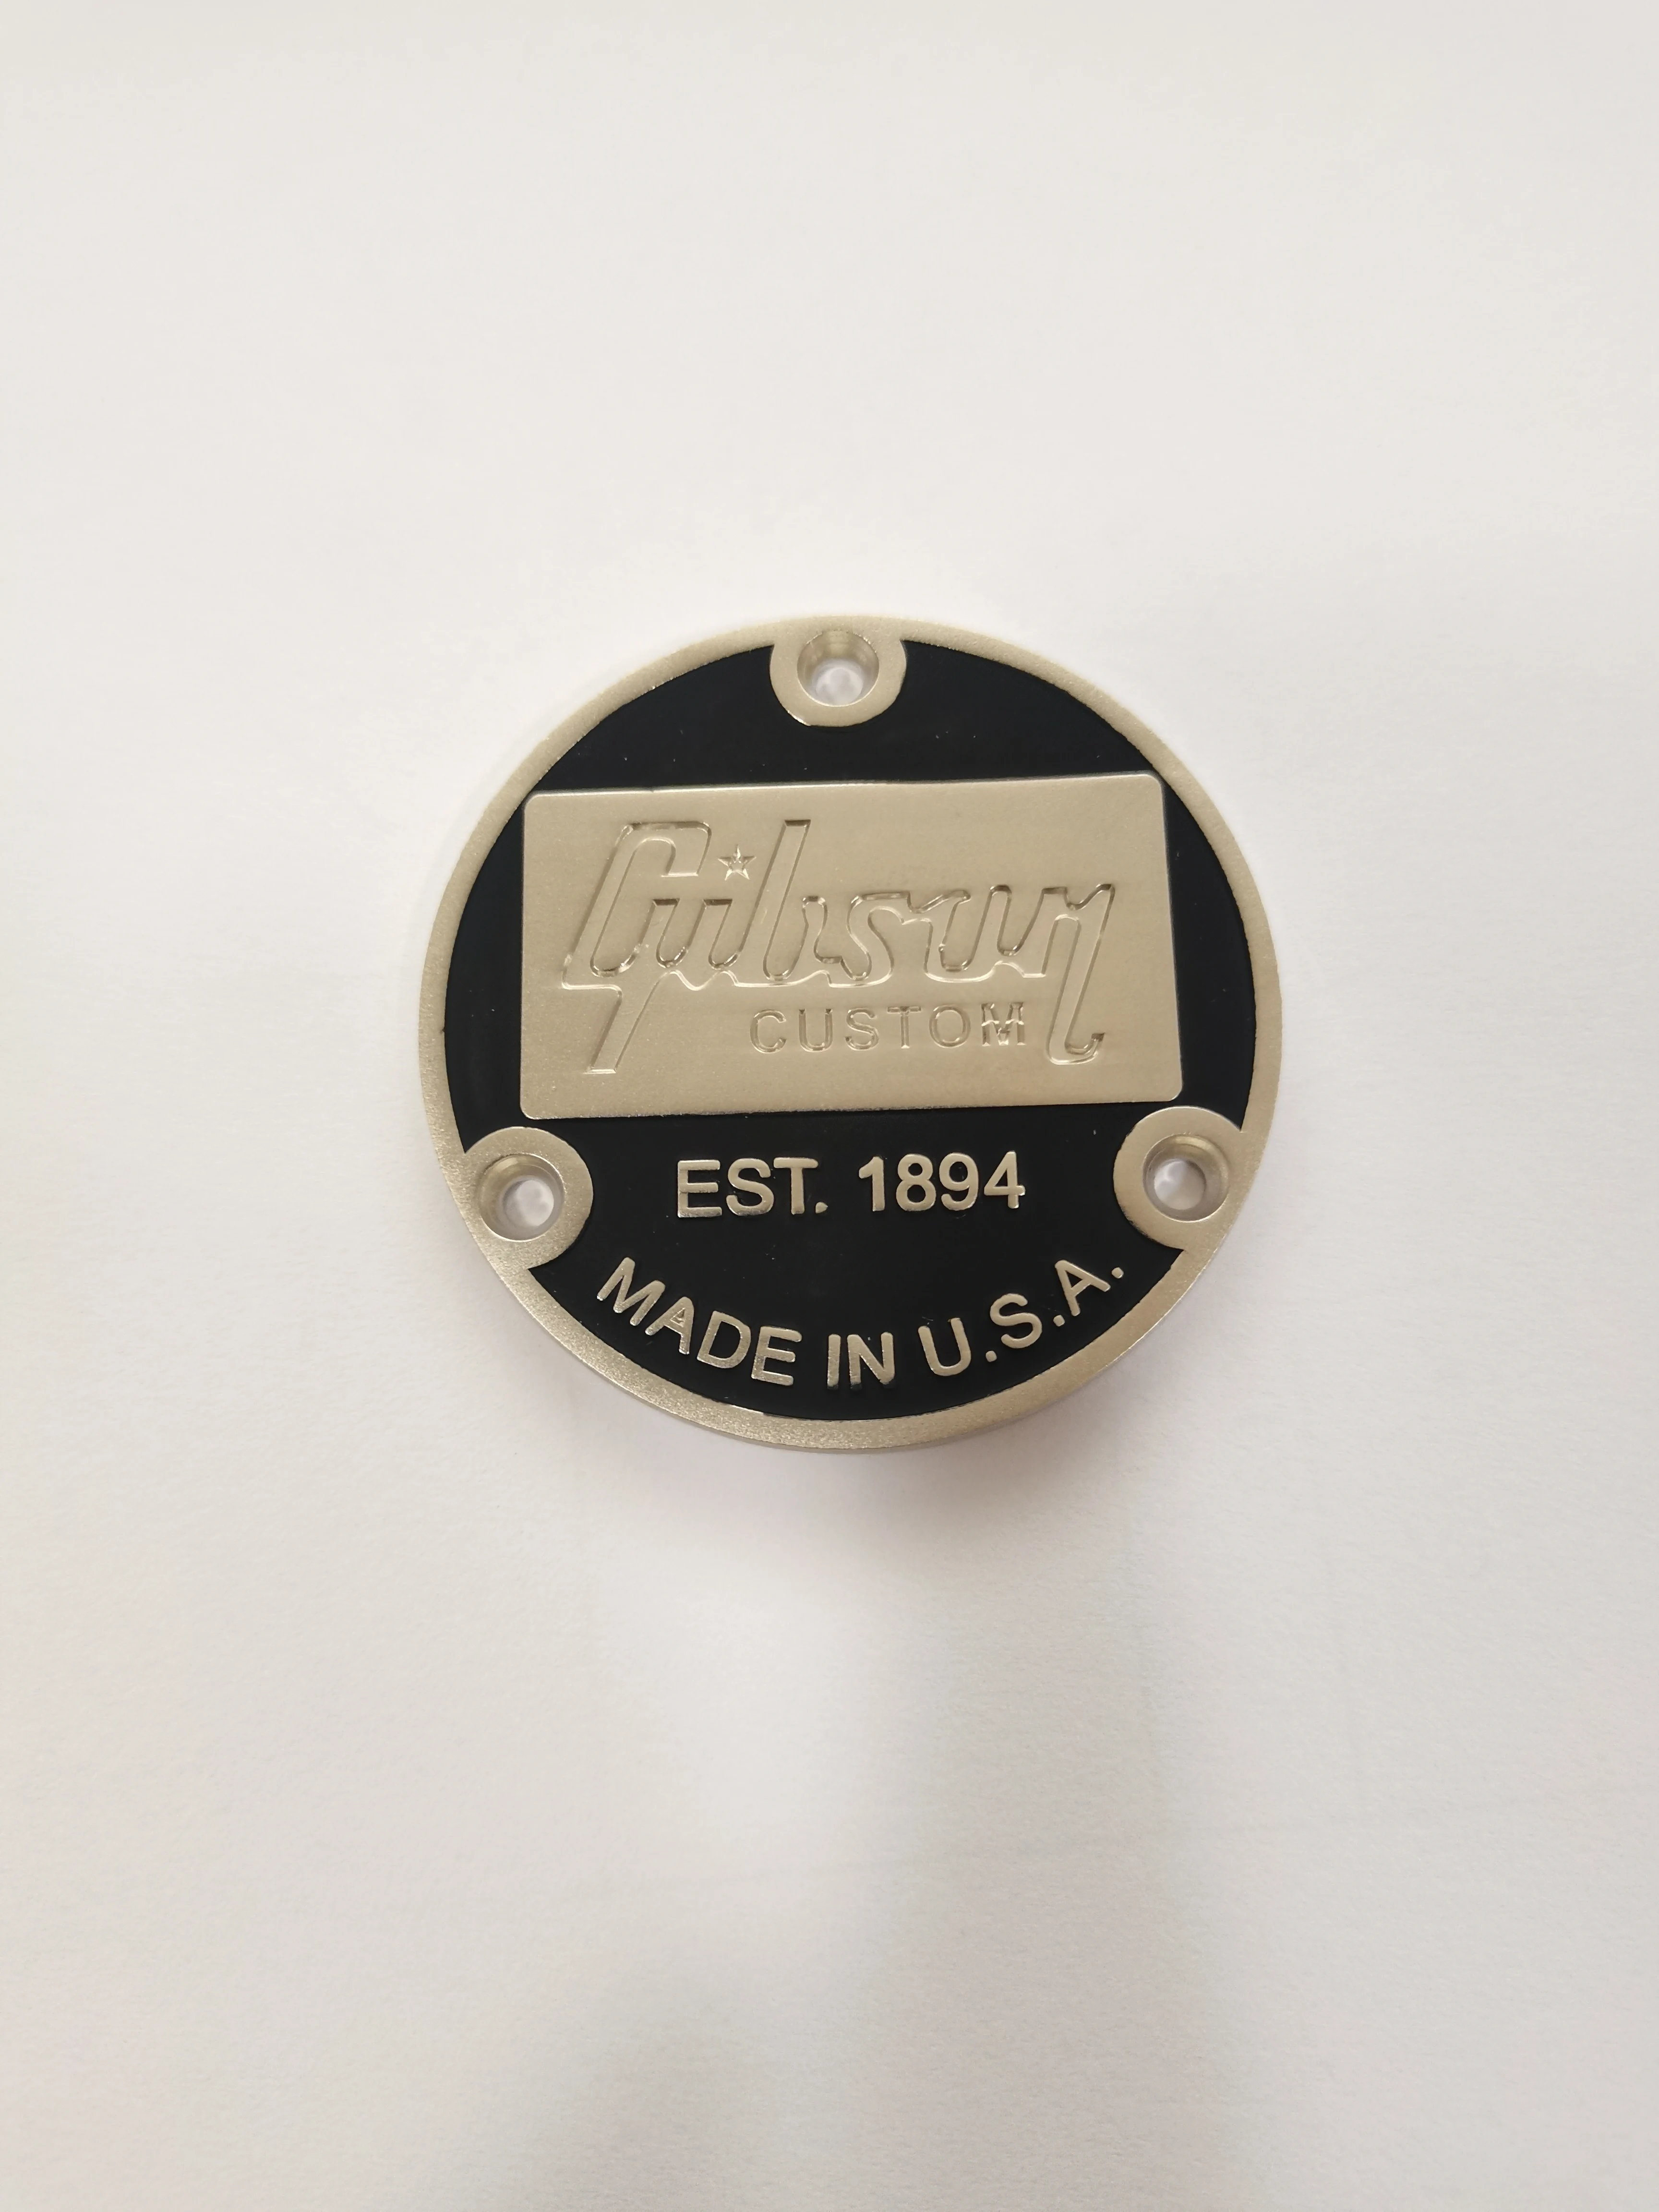 Gibson
CUSTOM
EST. 1894
MADE IN U.S.A.